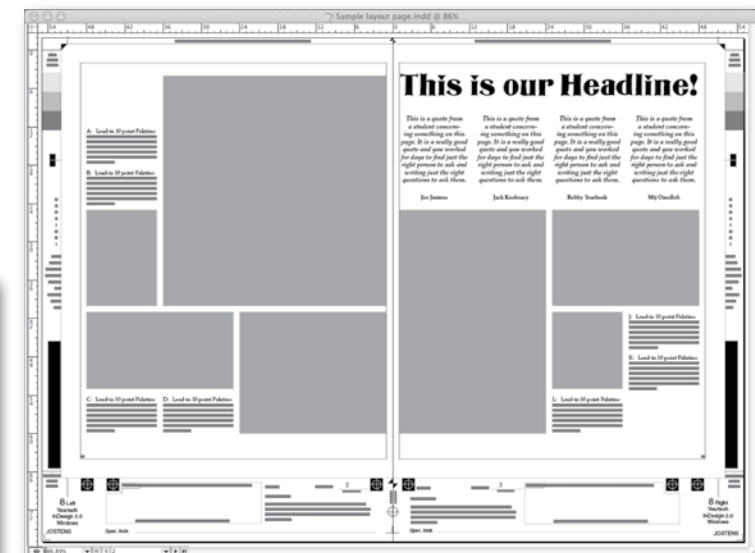 Sample layout page.indd @ 86%
This is our Headline!
This is a quote from
a student concern-
ing something on this
page. It is a really good
quote and you worked
for days to find just the
right person to ask and
writing just the right
questions to ask them.
Joe Jostens
This is a quote from
a student concern-
ing something on this
page. It is a really good
quote and you worked
for days to find just the
right person to ask and
writing just the right
questions to ask them.
This is a quote from
a student concern-
ing something on this
page. It is a really good
quote and you worked
for days to find just the
right person to ask and
writing just the right
questions to ask them.
Bobby Yearbook
This is a quote from
a student concern-
ing something on this
page. It is a really good
quote and you worked
for days to find just the
right person to ask and
writing just the right
questions to ask them.
A: Lead-in 10 point Palatino
B: Lead-in 10 point Palatino
C: Lead-in 10 point Palatino
D: Lead-in 10 point Palatino
J: Lead-in 10 point Palatino
K: Lead-in 10 point Palatino
L: Lead-in 10 point Palatino
8 Left
Yeartech
InDesign 2.0
Windows
JOSTENS
Spec. Instr.
2
3
Spec. Instr.
8 Right
Yeartech
InDesign 2.0
Windows
JOSTENS